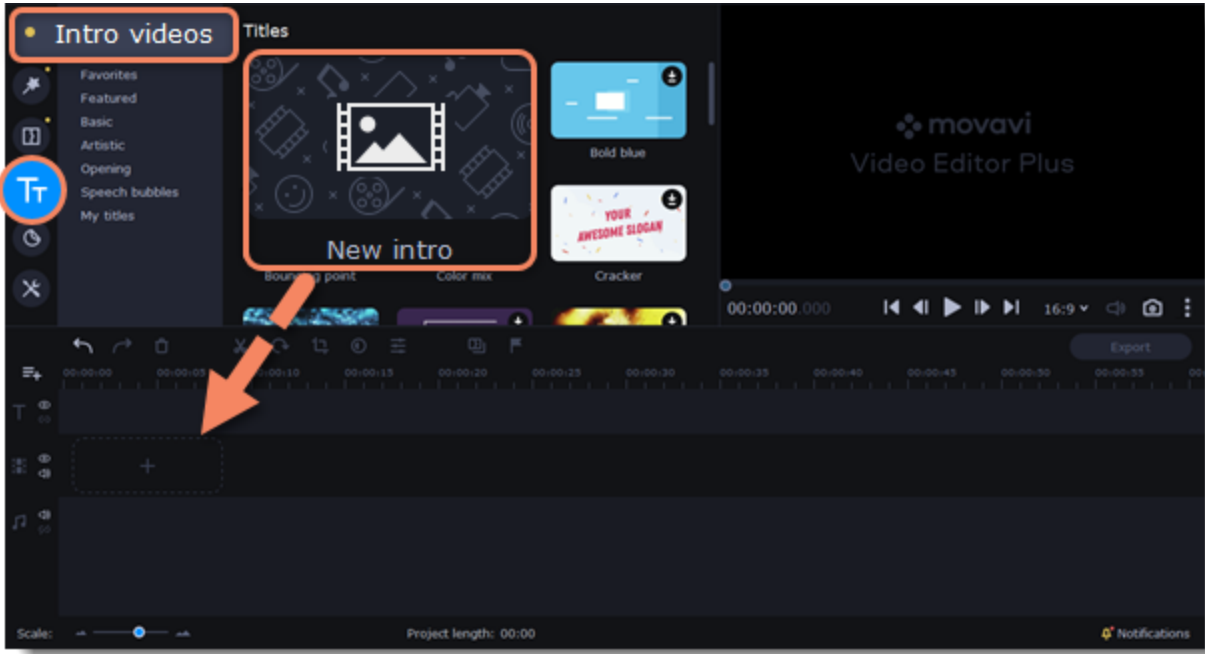 Intro videos
Titles
Favorites
Featured
Basic
Artistic
Opening
Speech bubbles
My titles
TT
New intro
Bold blue
YOUR
AWESOME SLOGAN
point
Color mix
Cracker
movavi
Video Editor Plus
00:00:00.000
16:9
Export
00:00:00
00:00:05
00:00:10
00:00:15
00:00:20
00:00:25
00:00:30
00:00:35
00:00:40
00:00:45
00:00:50
00:00:55
T
Scale:
Project length: 00:00
Notifications